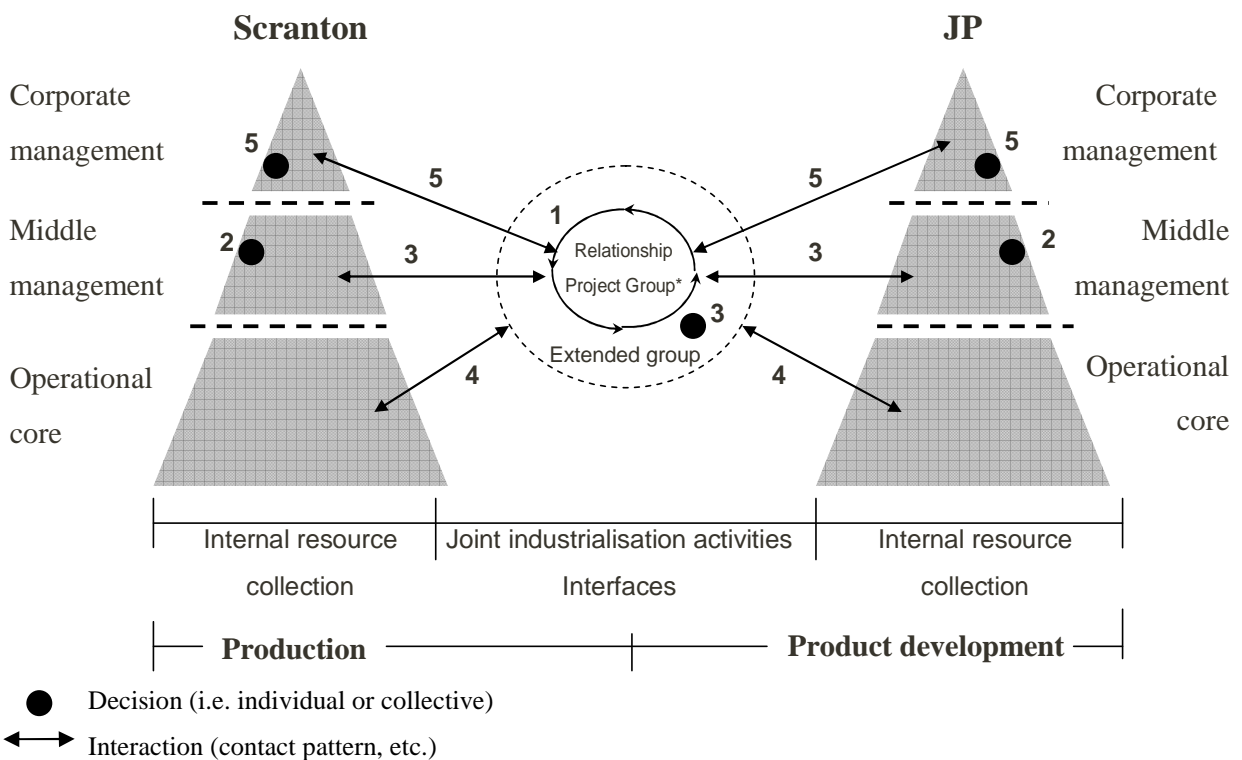 Scranton
JP
Corporate
management
Corporate
management
5
5
5
5
1
Relationship
Project Group*
Middle
management
Middle
management
2
2
3
3
3
Extended group
4
4
Operational
core
Operational
core
Internal resource
collection
Joint industrialisation activities
Interfaces
Internal resource
collection
Production
Product development
Decision (i.e. individual or collective)
Interaction (contact pattern, etc.)